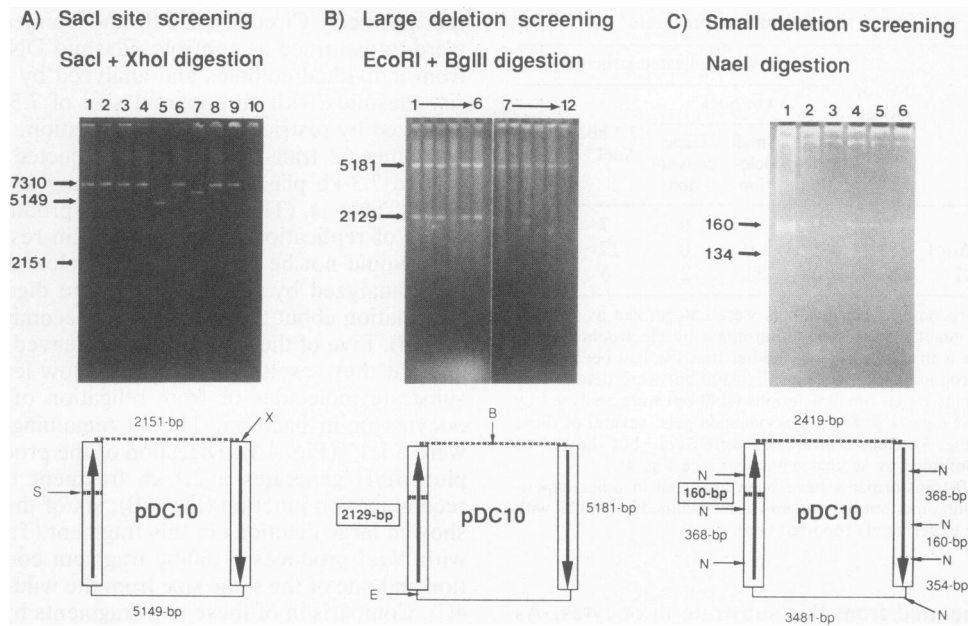 A) SacI site screening
SacI + XhoI digestion
1 2 3 4 5 6 7 8 9 10
7310
5149
2151
2151-bp
X
S
pDC10
5149-bp
B) Large deletion screening
EcoRI + BglII digestion
1 6 7 12
5181
2129
B
2129-bp
pDC10
5181-bp
E
C) Small deletion screening
NaeI digestion
1 2 3 4 5 6
160
134
2419-bp
N
160-bp
N
368-bp
N
pDC10
N
368-bp
N
160-bp
N
354-bp
N
3481-bp